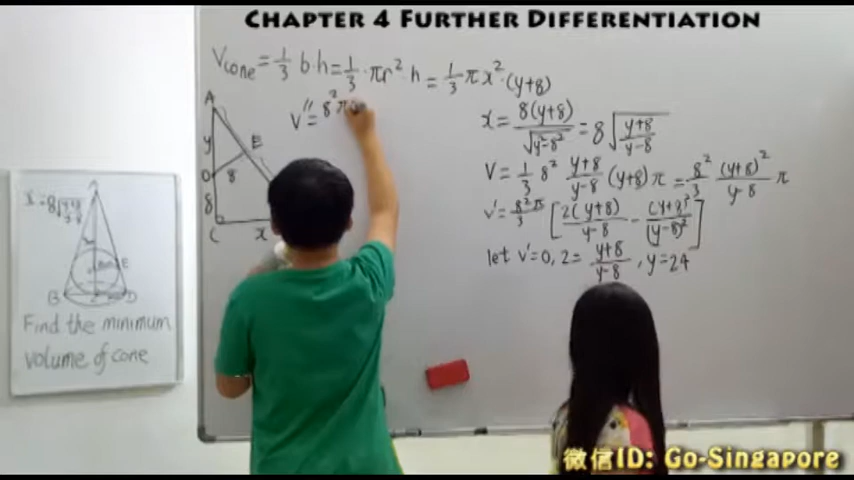 CHAPTER 4 FURTHER DIFFERENTIATION
Vcone = 1/3 b·h = 1/3 · πr² · h = 1/3 πx² · (y+8)
V'' = 8²π
A
y
E
O
8
8
C
x
x = 8(y+8)/√(y²-8²) = 8√((y+8)/(y-8))
V = 1/3 8² (y+8)/(y-8) (y+8) π = 8²/3 (y+8)²/(y-8) π
v' = 8²π/3 [2(y+8)/(y-8) - (y+8)²/(y-8)²]
let v'=0, 2 = (y+8)/(y-8), y=24
x=8√((y+8)/(y-8))
A
E
B
D
Find the minimum
volume of cone
微信ID: Go-Singapore